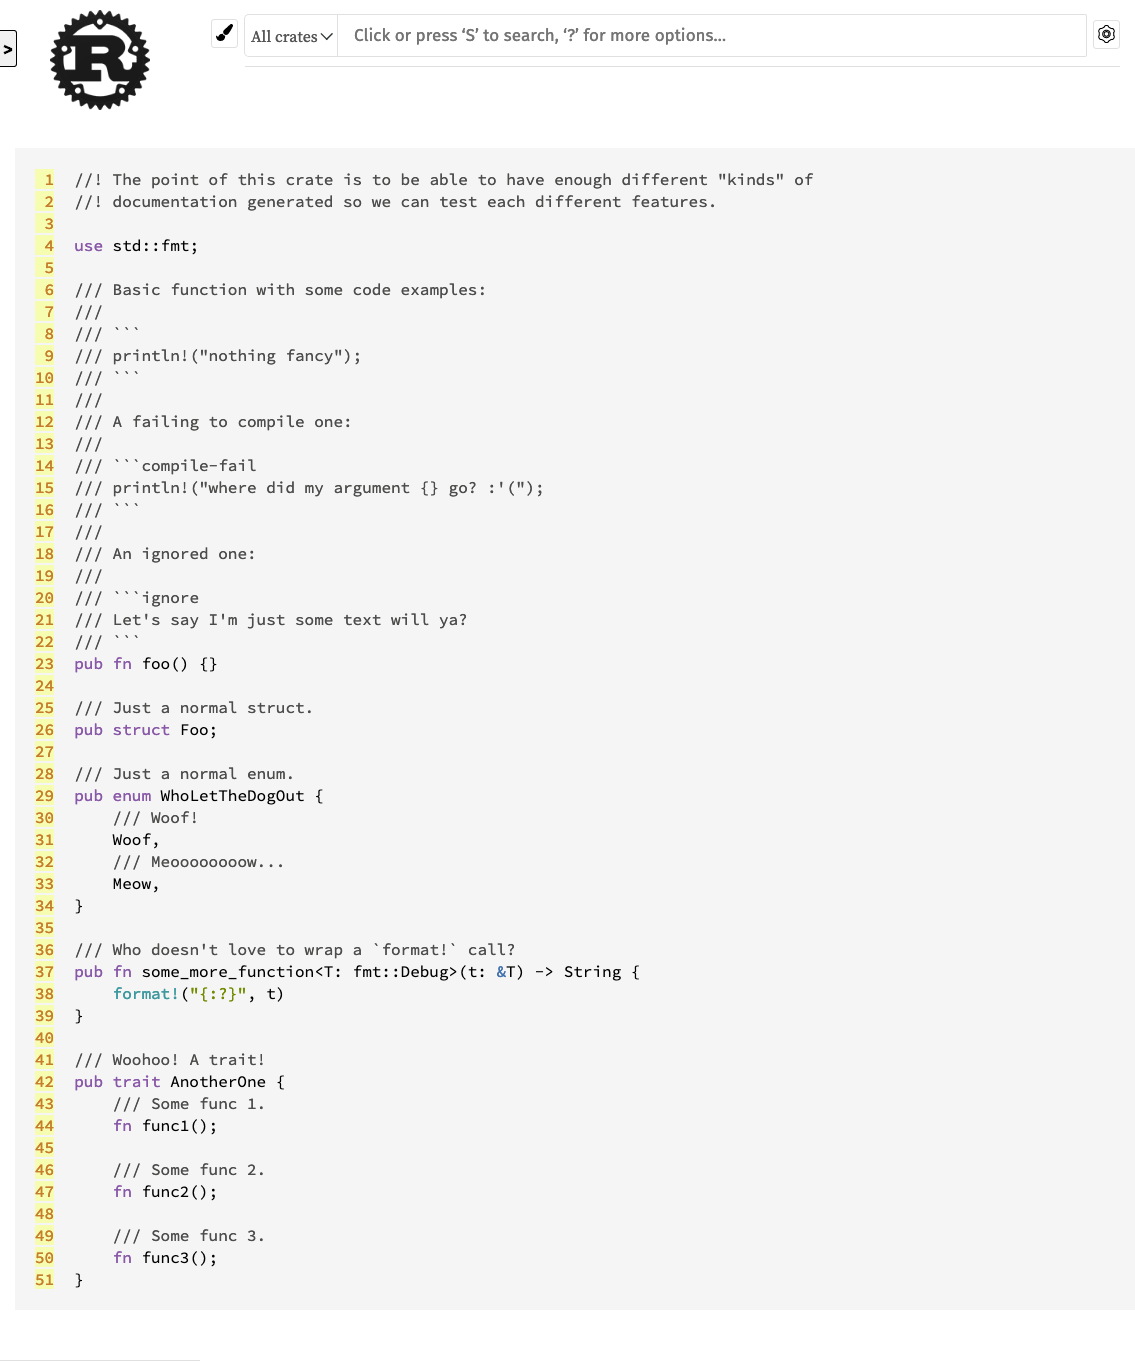 >
R
All crates
Click or press ‘S’ to search, ‘?’ for more options...
1 //! The point of this crate is to be able to have enough different "kinds" of
2 //! documentation generated so we can test each different features.
3
4 use std::fmt;
5
6 /// Basic function with some code examples:
7 ///
8 /// ```
9 /// println!("nothing fancy");
10 /// ```
11 ///
12 /// A failing to compile one:
13 ///
14 /// ```compile-fail
15 /// println!("where did my argument {} go? :'(");
16 /// ```
17 ///
18 /// An ignored one:
19 ///
20 /// ```ignore
21 /// Let's say I'm just some text will ya?
22 /// ```
23 pub fn foo() {}
24
25 /// Just a normal struct.
26 pub struct Foo;
27
28 /// Just a normal enum.
29 pub enum WhoLetTheDogOut {
30     /// Woof!
31     Woof,
32     /// Meoooooooow...
33     Meow,
34 }
35
36 /// Who doesn't love to wrap a `format!` call?
37 pub fn some_more_function<T: fmt::Debug>(t: &T) -> String {
38     format!("{:?}", t)
39 }
40
41 /// Woohoo! A trait!
42 pub trait AnotherOne {
43     /// Some func 1.
44     fn func1();
45
46     /// Some func 2.
47     fn func2();
48
49     /// Some func 3.
50     fn func3();
51 }